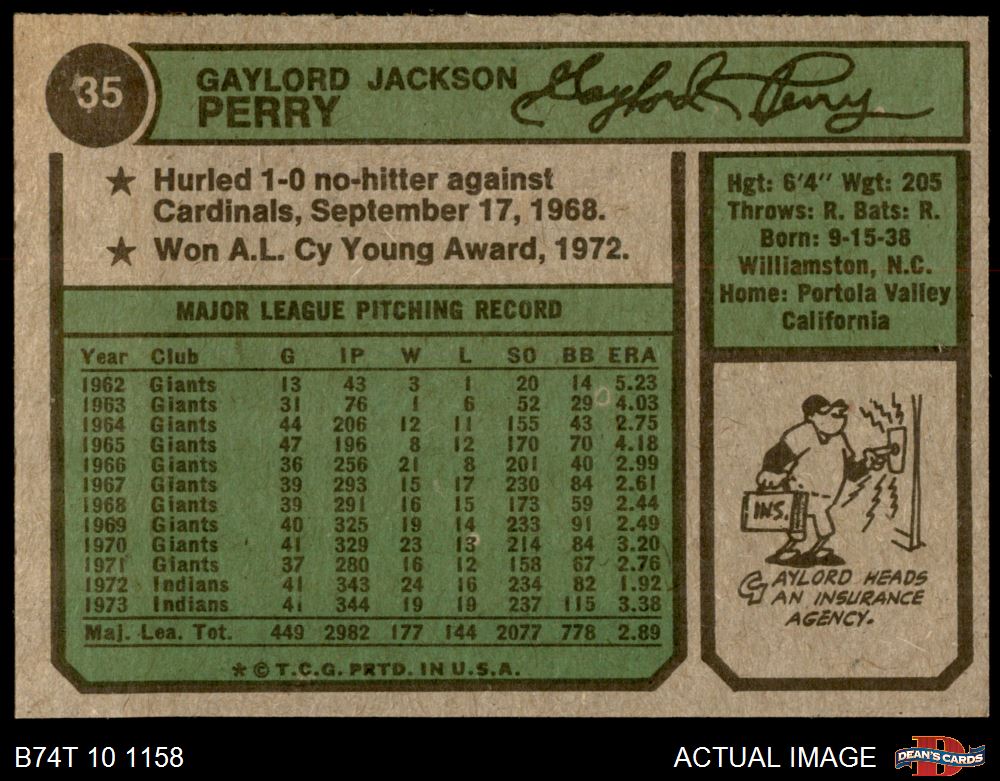 35
GAYLORD JACKSON
PERRY
Gaylord Perry
★ Hurled 1-0 no-hitter against
Cardinals, September 17, 1968.
★ Won A.L. Cy Young Award, 1972.
MAJOR LEAGUE PITCHING RECORD
Year Club G IP W L SO BB ERA
1962 Giants 13 43 3 1 20 14 5.23
1963 Giants 31 76 1 6 52 29 4.03
1964 Giants 44 206 12 11 155 43 2.75
1965 Giants 47 196 8 12 170 70 4.18
1966 Giants 36 256 21 8 201 40 2.99
1967 Giants 39 293 15 17 230 84 2.61
1968 Giants 39 291 16 15 173 59 2.44
1969 Giants 40 325 19 14 233 91 2.49
1970 Giants 41 329 23 13 214 84 3.20
1971 Giants 37 280 16 12 158 67 2.76
1972 Indians 41 343 24 16 234 82 1.92
1973 Indians 41 344 19 19 237 115 3.38
Maj. Lea. Tot. 449 2982 177 144 2077 778 2.89
* © T.C.G. PRTD. IN U.S.A.
Hgt: 6'4" Wgt: 205
Throws: R. Bats: R.
Born: 9-15-38
Williamston, N.C.
Home: Portola Valley
California
INS.
GAYLORD HEADS
AN INSURANCE
AGENCY.
B74T 10 1158
ACTUAL IMAGE
D
DEAN'S CARDS